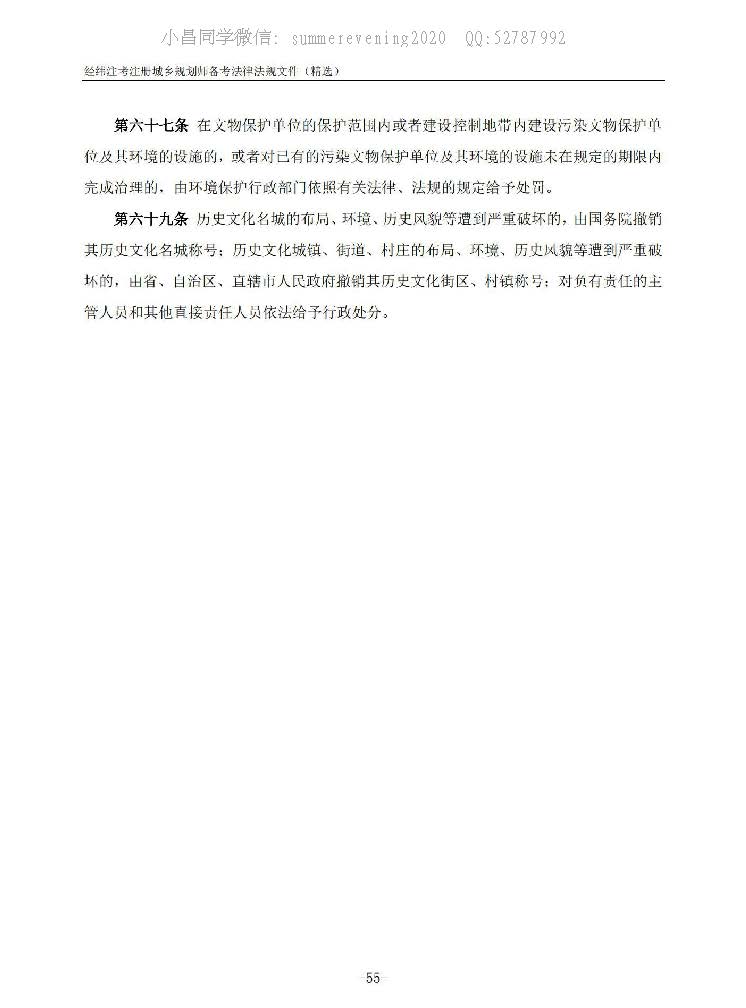 小昌同学微信: summerevening2020 QQ:52787992
经纬注考注册城乡规划师备考法律法规文件（精选）
第六十七条 在文物保护单位的保护范围内或者建设控制地带内建设污染文物保护单
位及其环境的设施的，或者对已有的污染文物保护单位及其环境的设施未在规定的期限内
完成治理的，由环境保护行政部门依照有关法律、法规的规定给予处罚。
第六十九条 历史文化名城的布局、环境、历史风貌等遭到严重破坏的，由国务院撤销
其历史文化名城称号；历史文化城镇、街道、村庄的布局、环境、历史风貌等遭到严重破
坏的，由省、自治区、直辖市人民政府撤销其历史文化街区、村镇称号；对负有责任的主
管人员和其他直接责任人员依法给予行政处分。
55